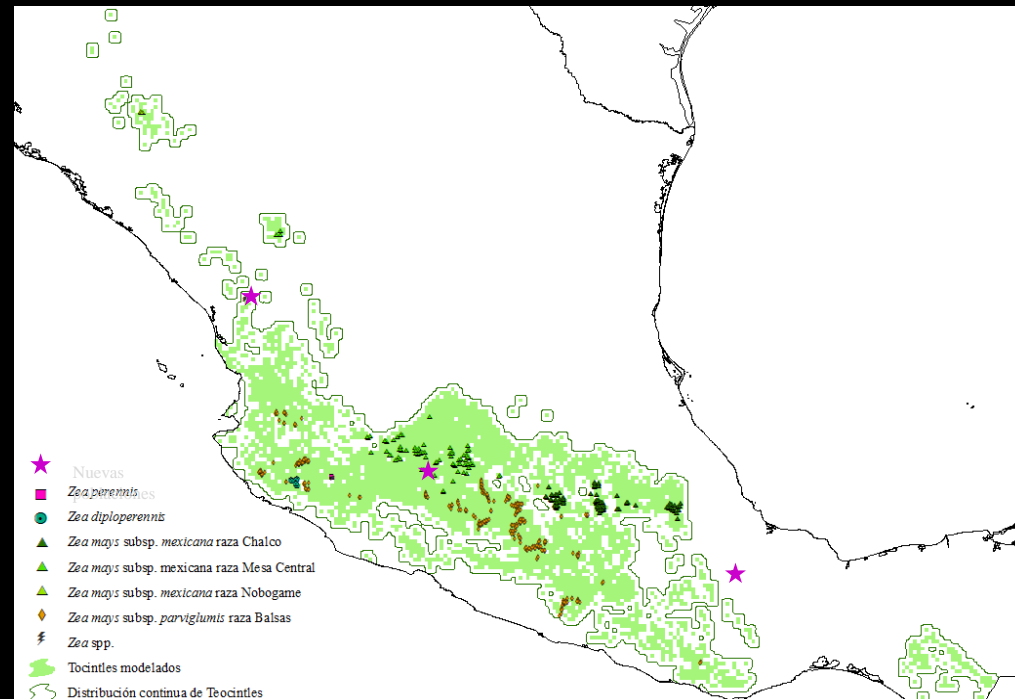 Nuevas
Zea perennis
Zea diploperennis
Zea mays subsp. mexicana raza Chalco
Zea mays subsp. mexicana raza Mesa Central
Zea mays subsp. mexicana raza Nobogame
Zea mays subsp. parviglumis raza Balsas
Zea spp.
Tocintles modelados
Distribución continua de Teocintles